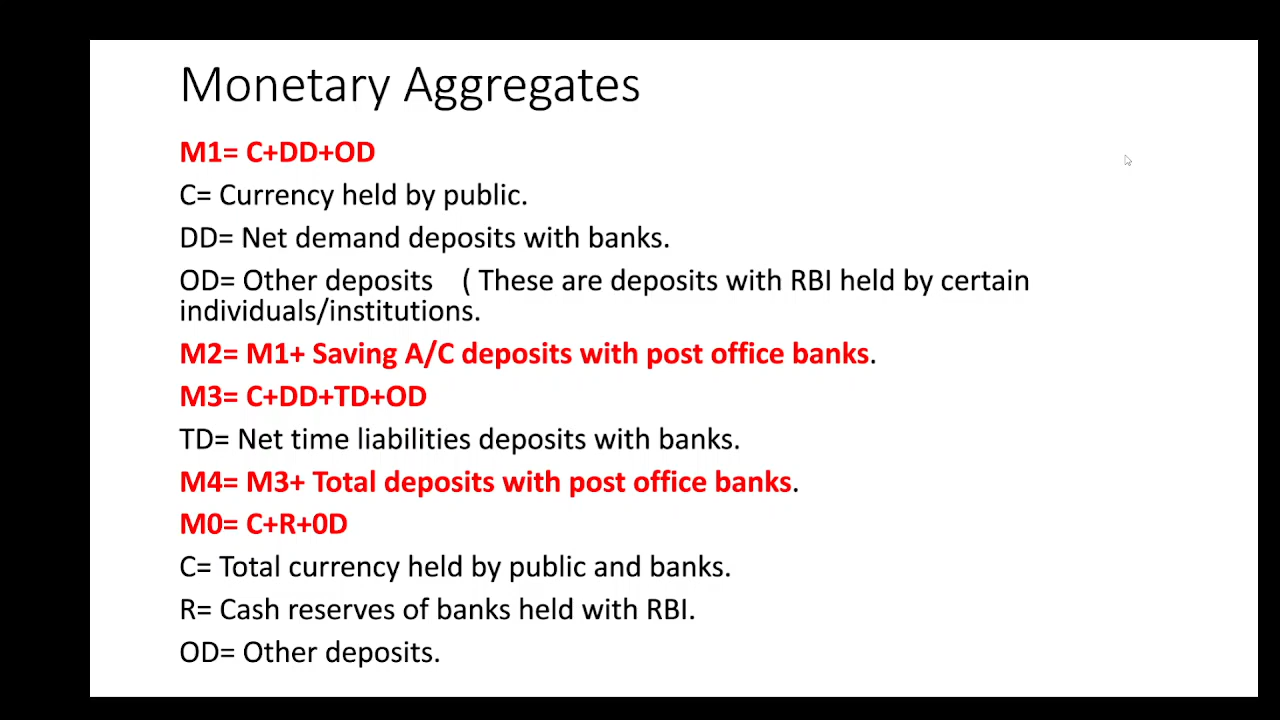 Monetary Aggregates
M1= C+DD+OD
C= Currency held by public.
DD= Net demand deposits with banks.
OD= Other deposits ( These are deposits with RBI held by certain
individuals/institutions.
M2= M1+ Saving A/C deposits with post office banks.
M3= C+DD+TD+OD
TD= Net time liabilities deposits with banks.
M4= M3+ Total deposits with post office banks.
M0= C+R+0D
C= Total currency held by public and banks.
R= Cash reserves of banks held with RBI.
OD= Other deposits.